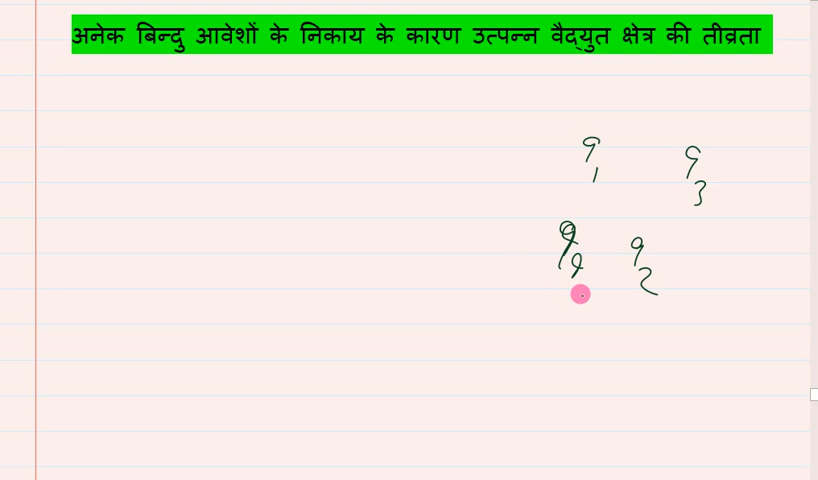 अनेक बिन्दु आवेशों के निकाय के कारण उत्पन्न वैद्युत क्षेत्र की तीव्रता
q1 q3
q4 q2